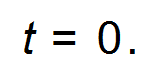 t = 0.